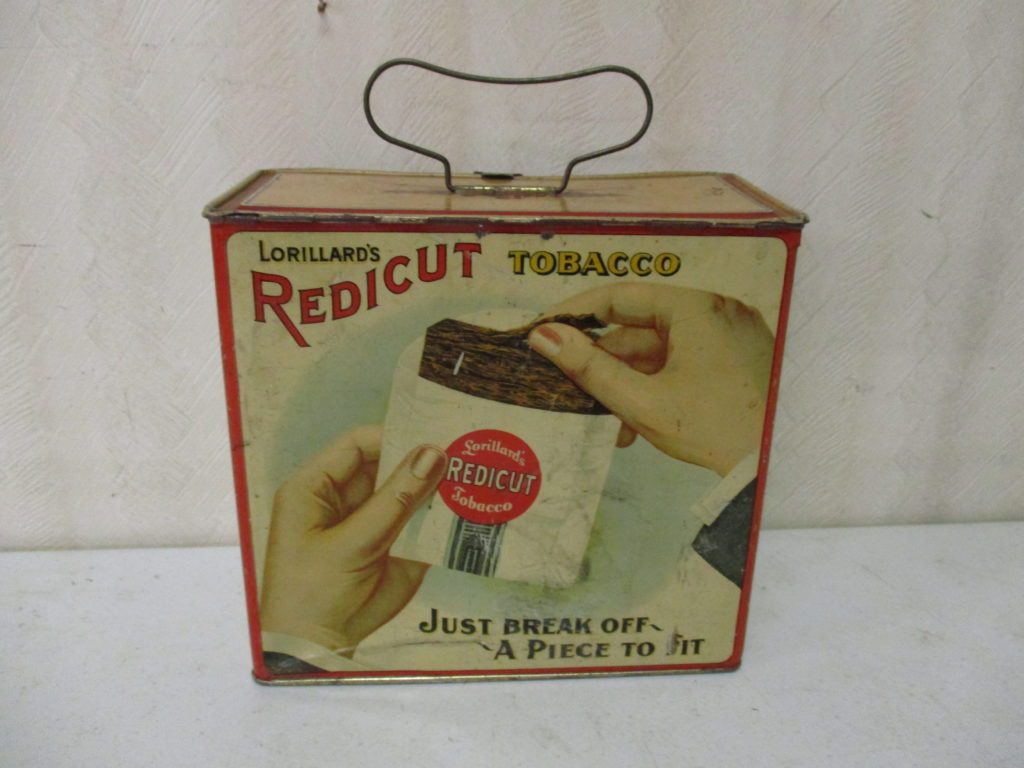 LORILLARD'S
REDICUT TOBACCO
Lorillard's
REDICUT
Tobacco
JUST BREAK OFF
A PIECE TO FIT